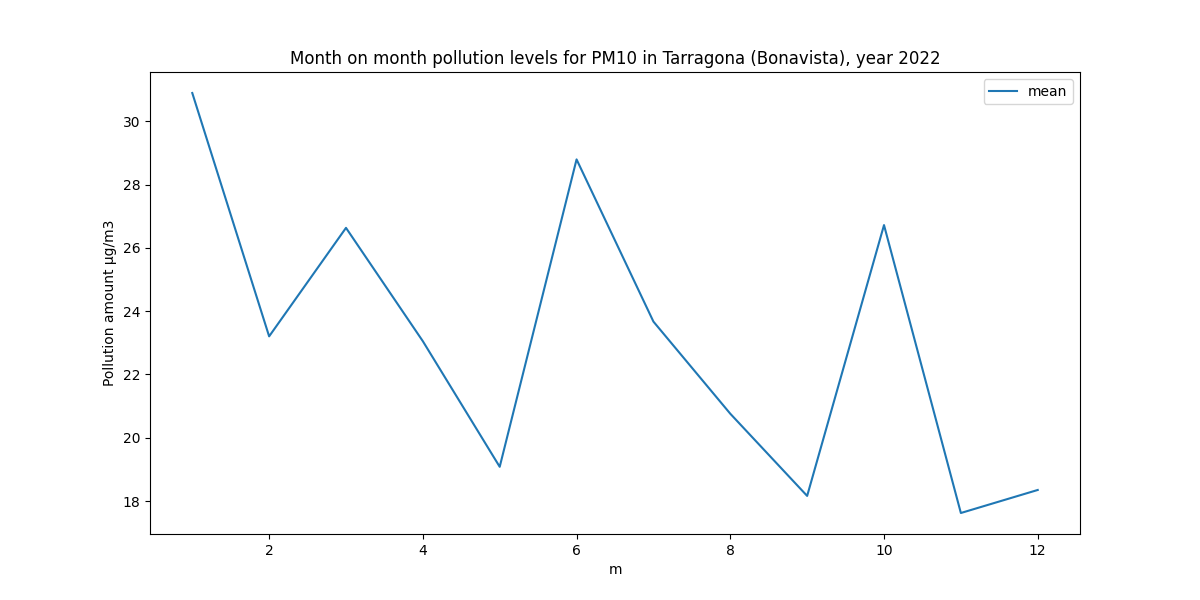 Month on month pollution levels for PM10 in Tarragona (Bonavista), year 2022
mean
Pollution amount µg/m3
30
28
26
24
22
20
18
2 4 6 8 10 12
m